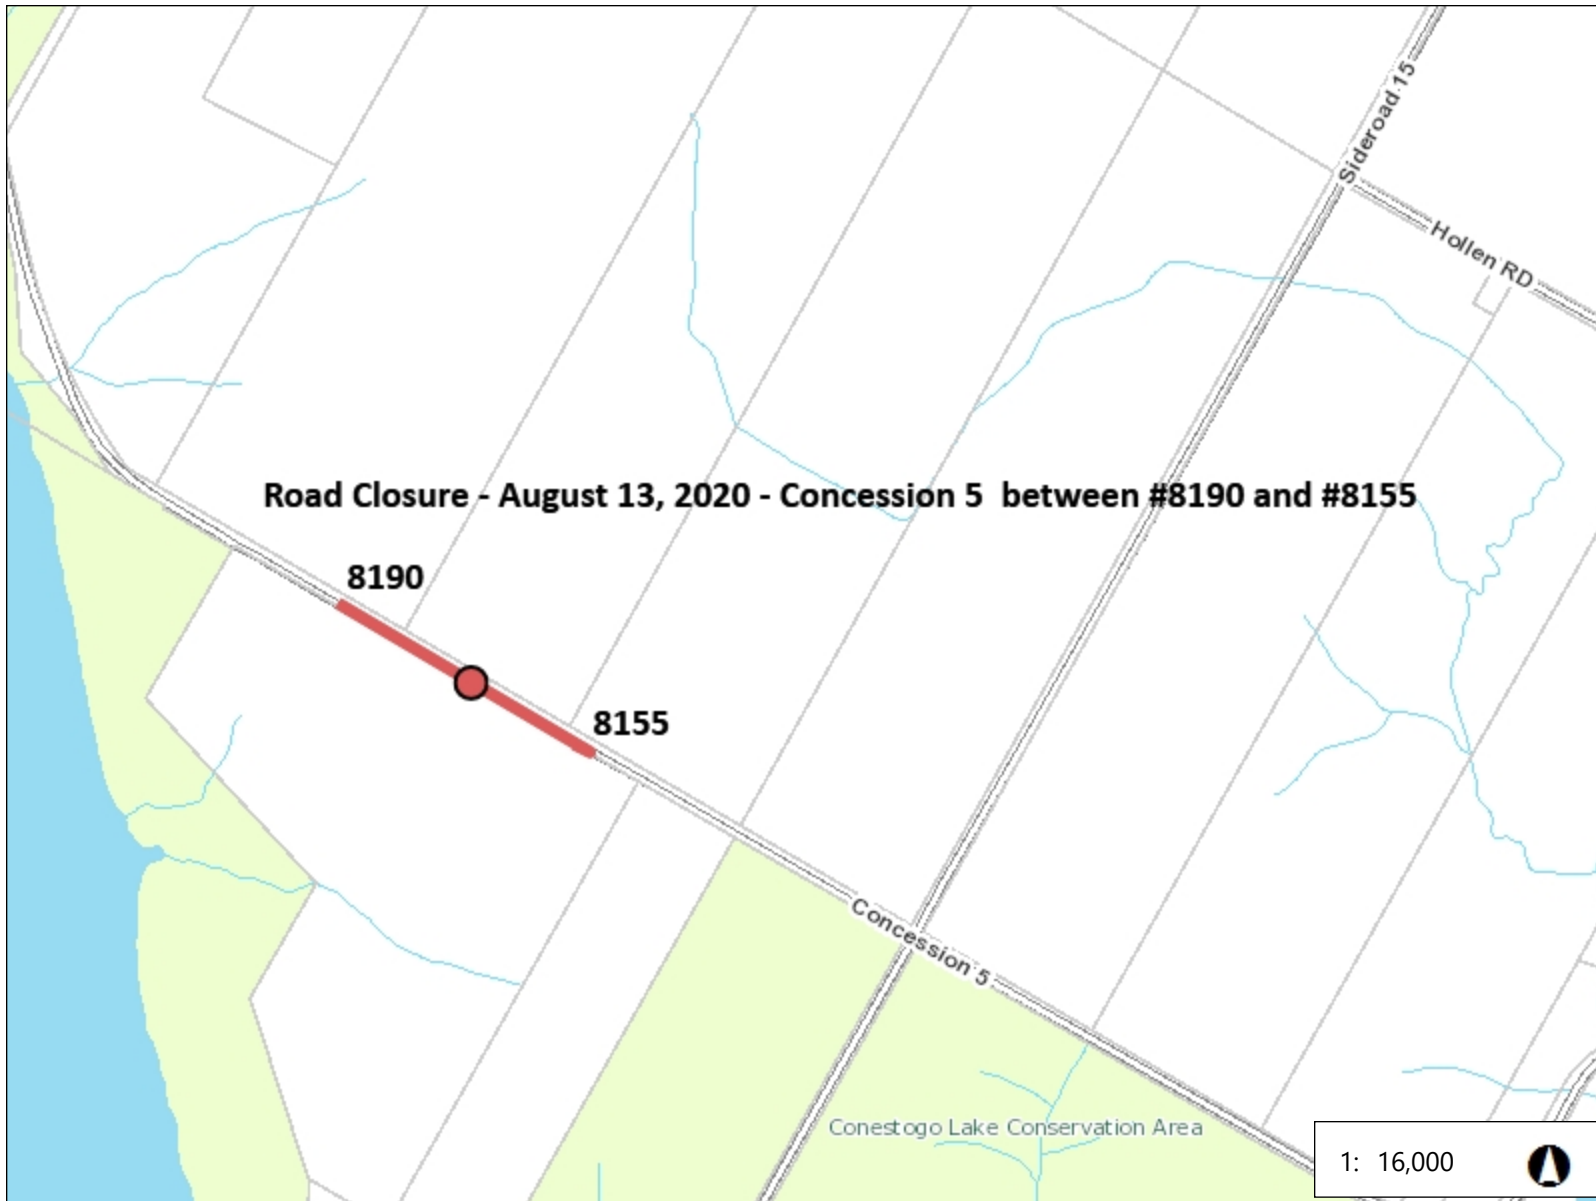 Sideroad 15
Hollen RD
Road Closure - August 13, 2020 - Concession 5  between #8190 and #8155
8190
8155
Concession 5
Conestogo Lake Conservation Area
1: 16,000